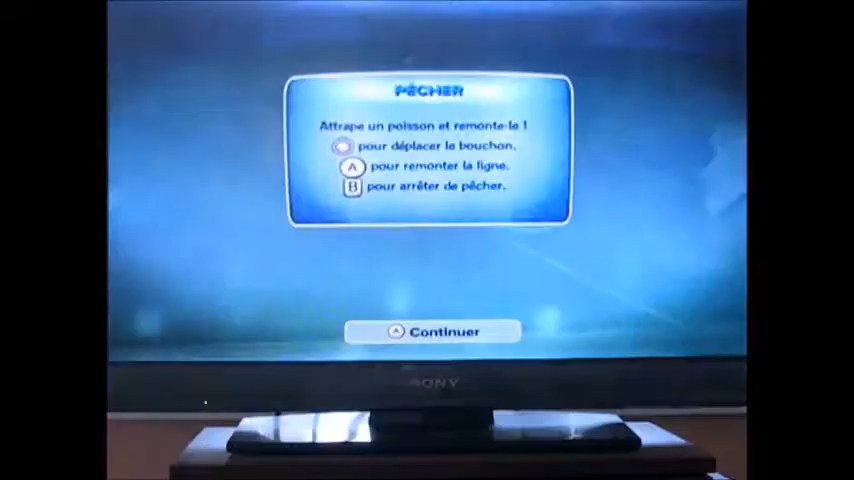 PÊCHER
Attrape un poisson et remonte-le !
pour déplacer le bouchon.
A pour remonter la ligne.
B pour arrêter de pêcher.
A Continuer
SONY